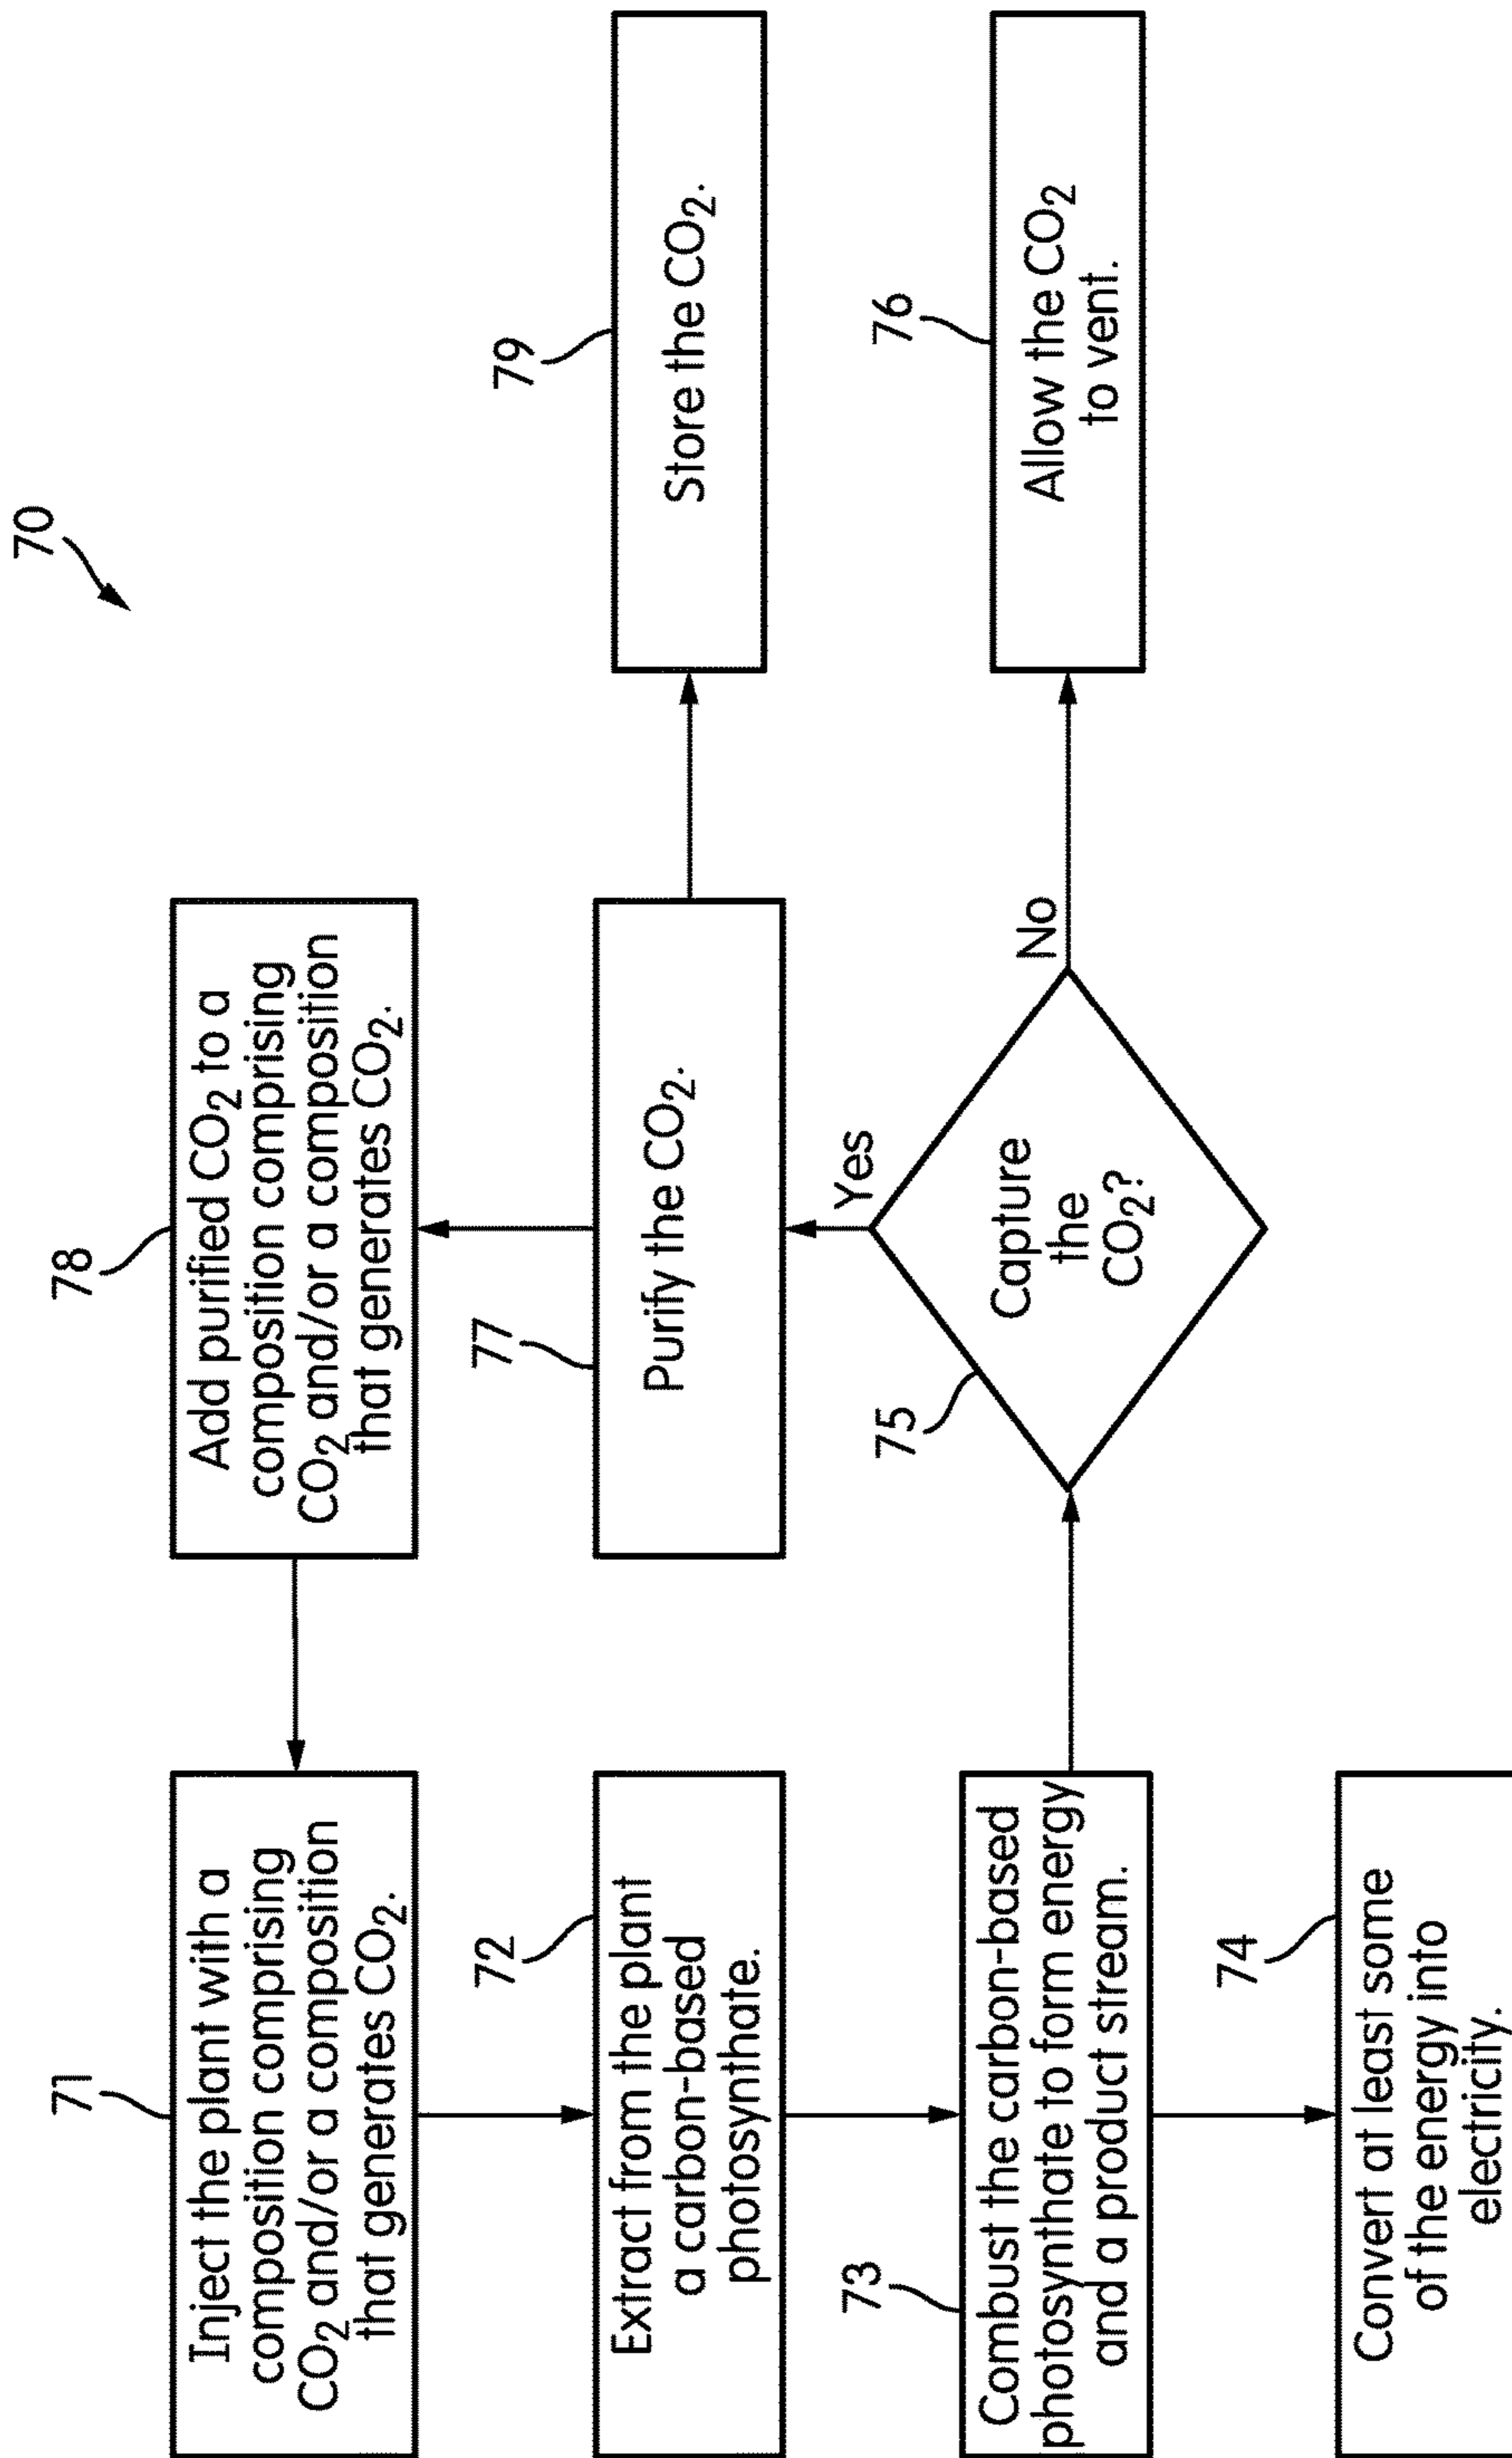 70
71
Inject the plant with a
composition comprising
CO₂ and/or a composition
that generates CO₂.
78
Add purified CO₂ to a
composition comprising
CO₂ and/or a composition
that generates CO₂.
72
Extract from the plant
a carbon-based
photosynthate.
77
Purify the CO₂.
79
Store the CO₂.
Yes
73
Combust the carbon-based
photosynthate to form energy
and a product stream.
75
Capture
the
CO₂?
No
76
Allow the CO₂
to vent.
74
Convert at least some
of the energy into
electricity.